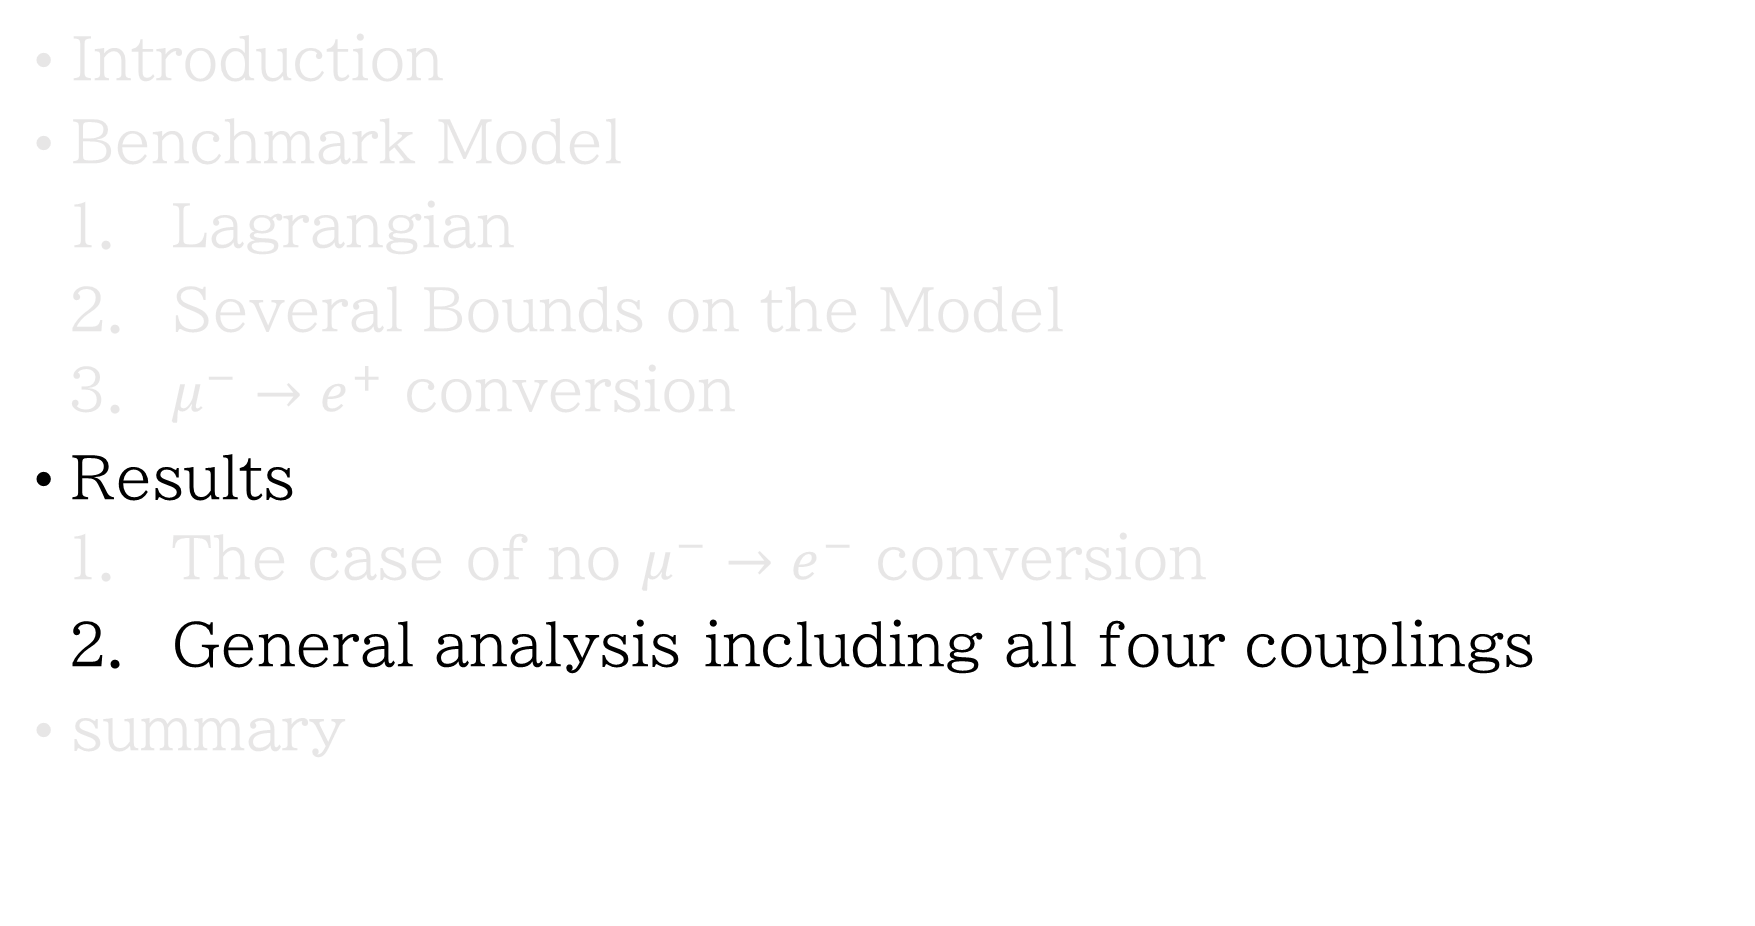 • Introduction
• Benchmark Model
1. Lagrangian
2. Several Bounds on the Model
3. μ⁻ → e⁺ conversion
• Results
1. The case of no μ⁻ → e⁻ conversion
2. General analysis including all four couplings
• summary